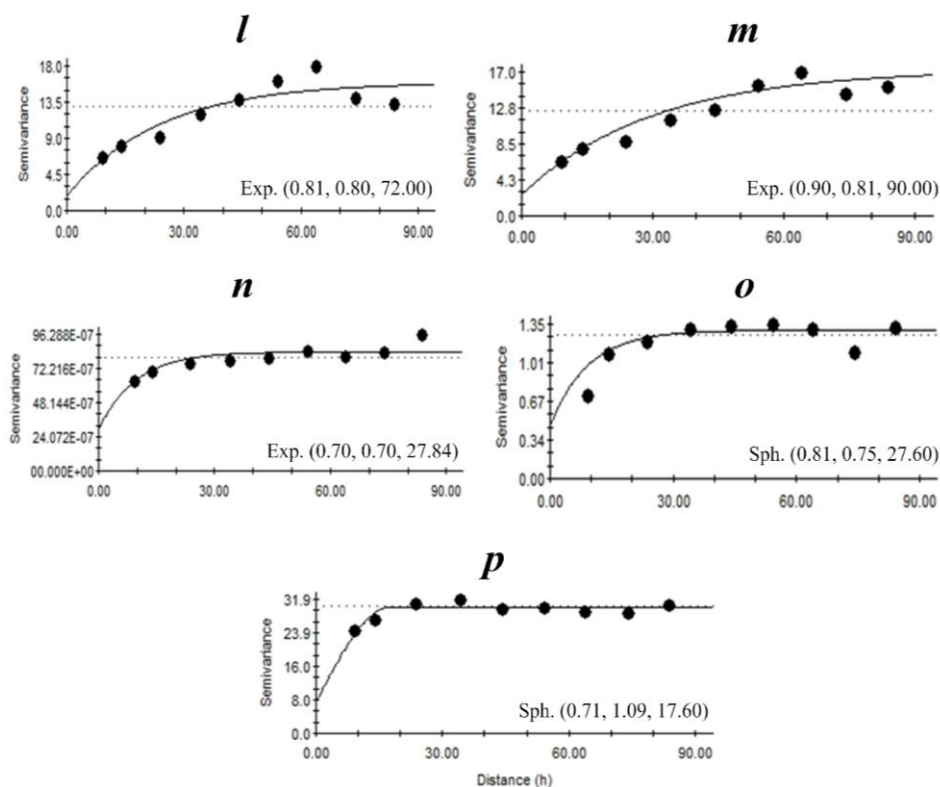 l
18.0
13.5
9.0
4.5
0.0
Semivariance
Exp. (0.81, 0.80, 72.00)
0.00 30.00 60.00 90.00
m
17.0
12.8
8.5
4.3
0.0
Semivariance
Exp. (0.90, 0.81, 90.00)
0.00 30.00 60.00 90.00
n
96.288E-07
72.216E-07
48.144E-07
24.072E-07
00.000E+00
Semivariance
Exp. (0.70, 0.70, 27.84)
0.00 30.00 60.00 90.00
o
1.35
1.01
0.67
0.34
0.00
Semivariance
Sph. (0.81, 0.75, 27.60)
0.00 30.00 60.00 90.00
p
31.9
23.9
16.0
8.0
0.0
Semivariance
Sph. (0.71, 1.09, 17.60)
0.00 30.00 60.00 90.00
Distance (h)